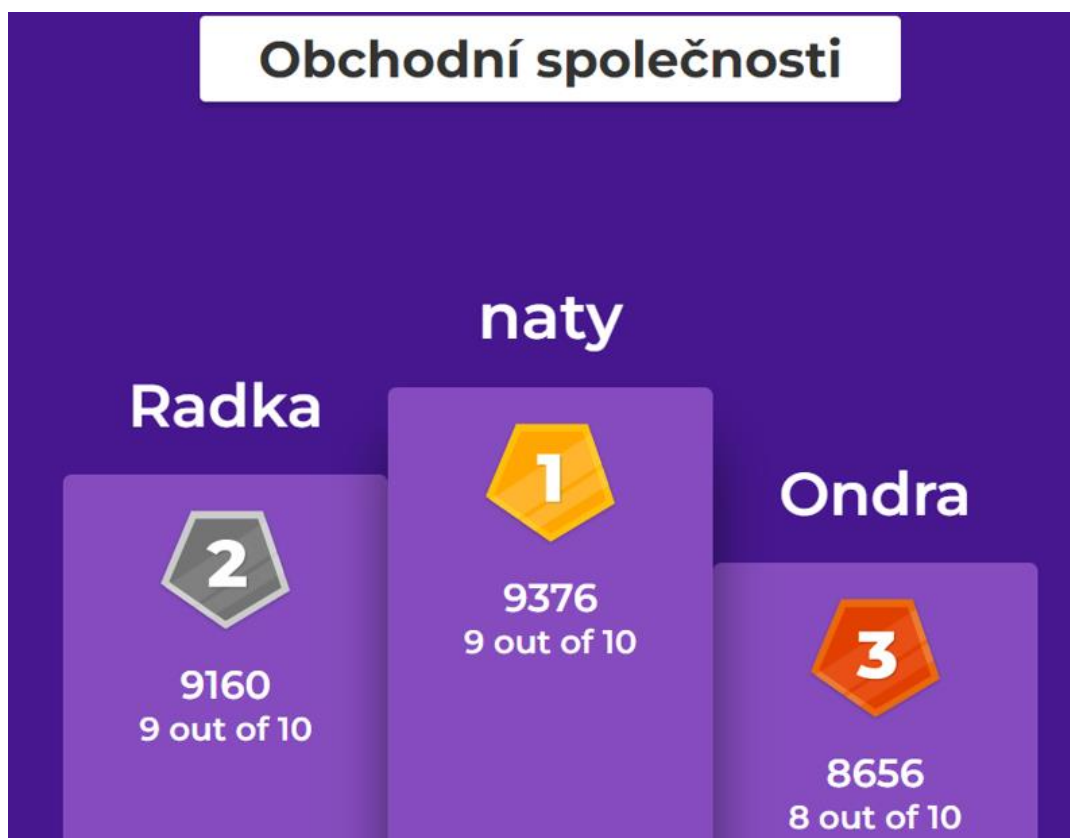 Obchodní společnosti
naty
Radka
Ondra
1
2
3
9376
9 out of 10
9160
9 out of 10
8656
8 out of 10